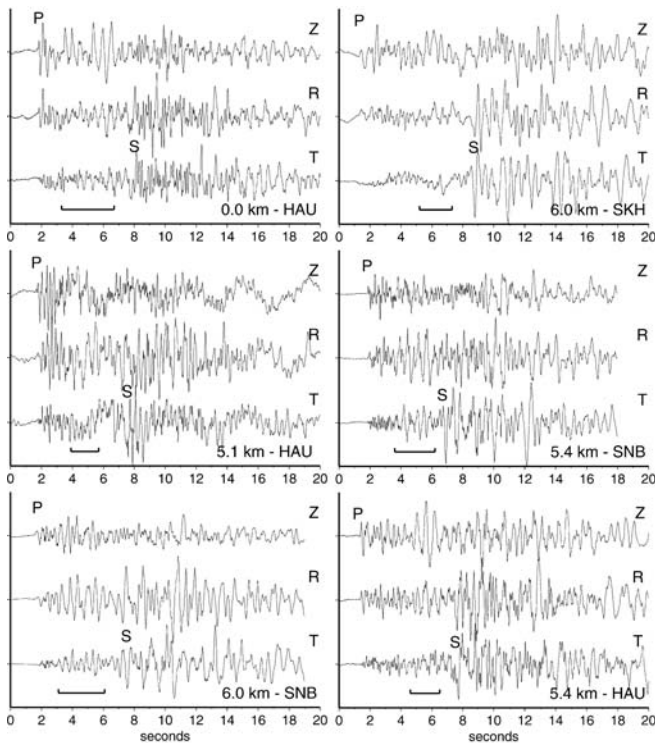 P Z
R
S
T
0.0 km - HAU
0 2 4 6 8 10 12 14 16 18 20
P Z
R
S
T
6.0 km - SKH
0 2 4 6 8 10 12 14 16 18 20
P Z
R
S
T
5.1 km - HAU
0 2 4 6 8 10 12 14 16 18 20
P Z
R
S
T
5.4 km - SNB
0 2 4 6 8 10 12 14 16 18 20
P Z
R
S T
6.0 km - SNB
0 2 4 6 8 10 12 14 16 18 20
seconds
P Z
R
S T
5.4 km - HAU
0 2 4 6 8 10 12 14 16 18 20
seconds